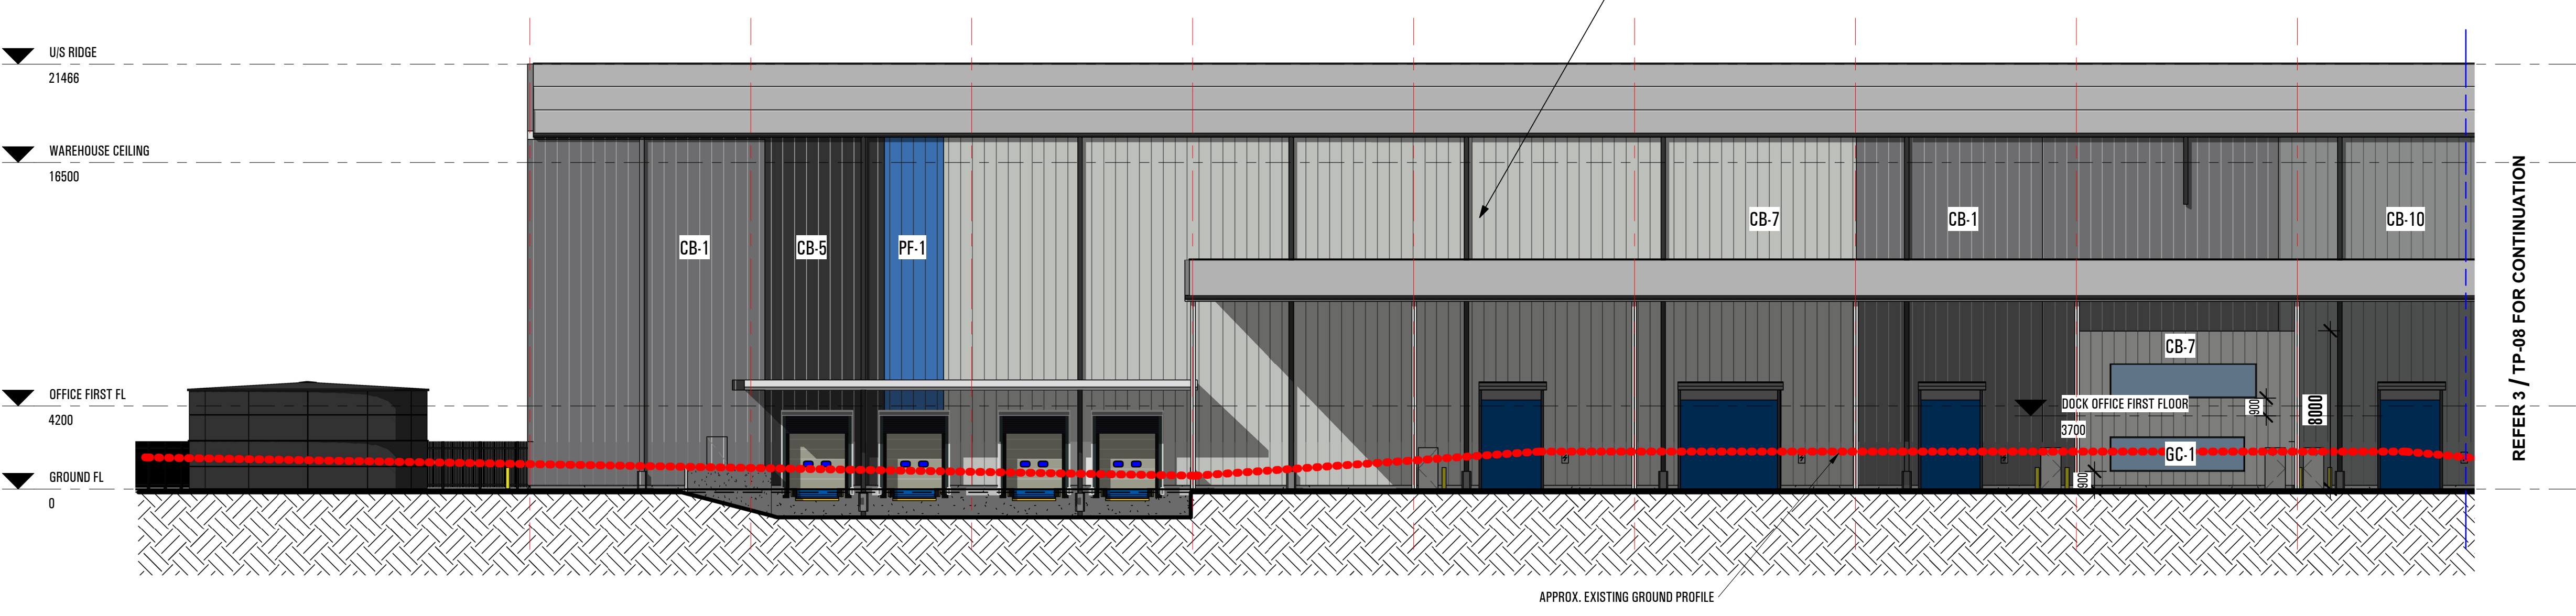 U/S RIDGE
21466
WAREHOUSE CEILING
16500
OFFICE FIRST FL
4200
GROUND FL
0
CB-1
CB-5
PF-1
CB-7
CB-1
CB-10
CB-7
DOCK OFFICE FIRST FLOOR
3700
900
8000
GC-1
900
APPROX. EXISTING GROUND PROFILE
REFER 3 / TP-08 FOR CONTINUATION